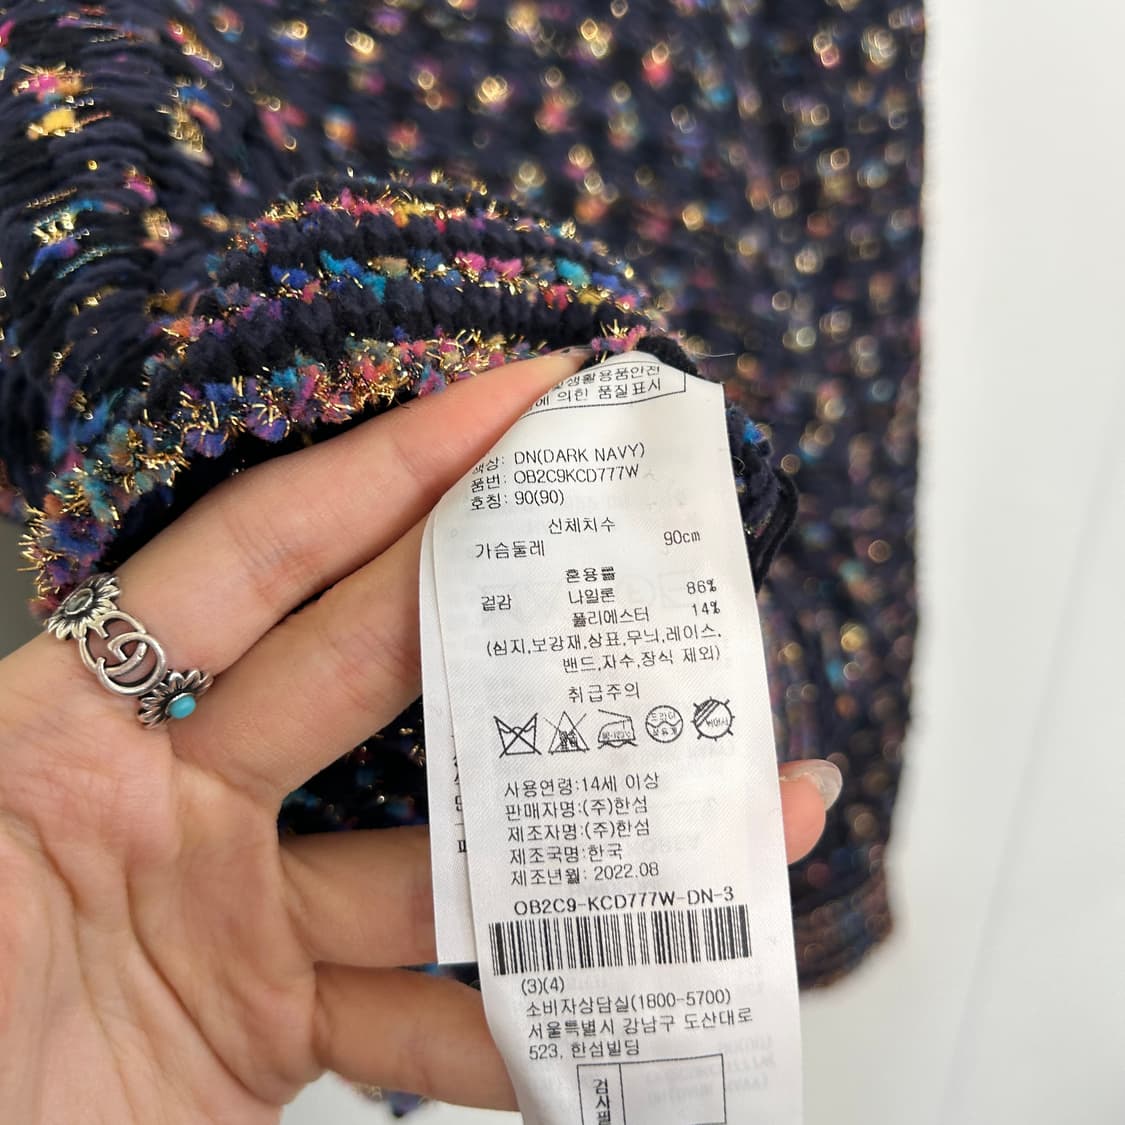 생활용품안전
에 의한 품질표시
색상: DN(DARK NAVY)
품번: OB2C9KCD777W
호칭: 90(90)
신체치수
가슴둘레 90cm
혼용률
겉감 나일론 86%
폴리에스터 14%
(심지,보강재,상표,무늬,레이스,
밴드,자수,장식 제외)
취급주의
사용연령:14세 이상
판매자명:(주)한섬
제조자명:(주)한섬
제조국명:한국
제조년월: 2022.08
OB2C9-KCD777W-DN-3
(3)(4)
소비자상담실(1800-5700)
서울특별시 강남구 도산대로
523, 한섬빌딩
검사필